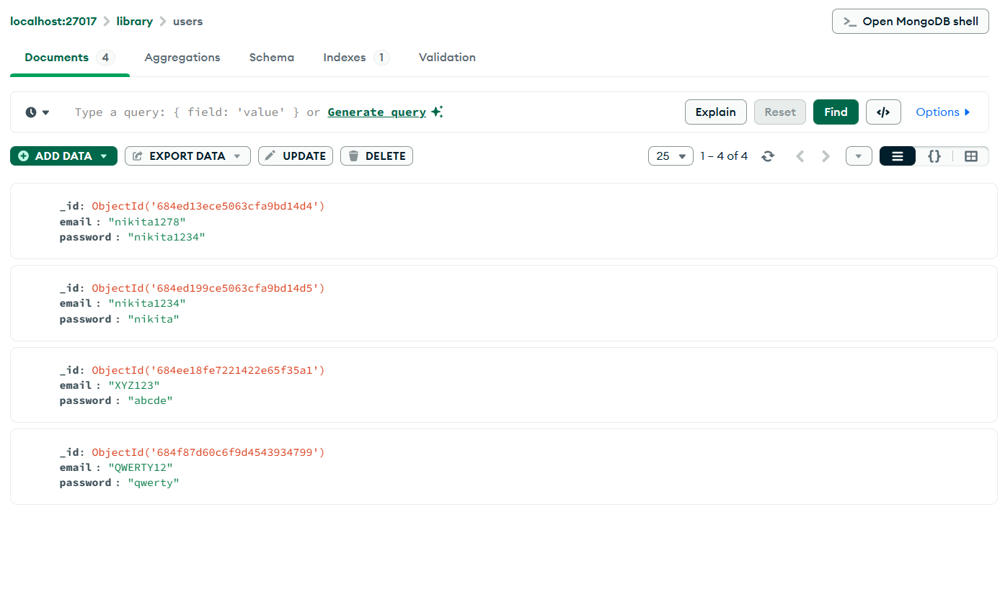 localhost:27017 > library > users
>_ Open MongoDB shell
Documents 4 Aggregations Schema Indexes 1 Validation
Type a query: { field: 'value' } or Generate query
Explain Reset Find </> Options
ADD DATA EXPORT DATA UPDATE DELETE
25 1 – 4 of 4 {}
_id: ObjectId('684ed13ece5063cfa9bd14d4')
email : "nikita1278"
password : "nikita1234"
_id: ObjectId('684ed199ce5063cfa9bd14d5')
email : "nikita1234"
password : "nikita"
_id: ObjectId('684ee18fe7221422e65f35a1')
email : "XYZ123"
password : "abcde"
_id: ObjectId('684f87d60c6f9d4543934799')
email : "QWERTY12"
password : "qwerty"